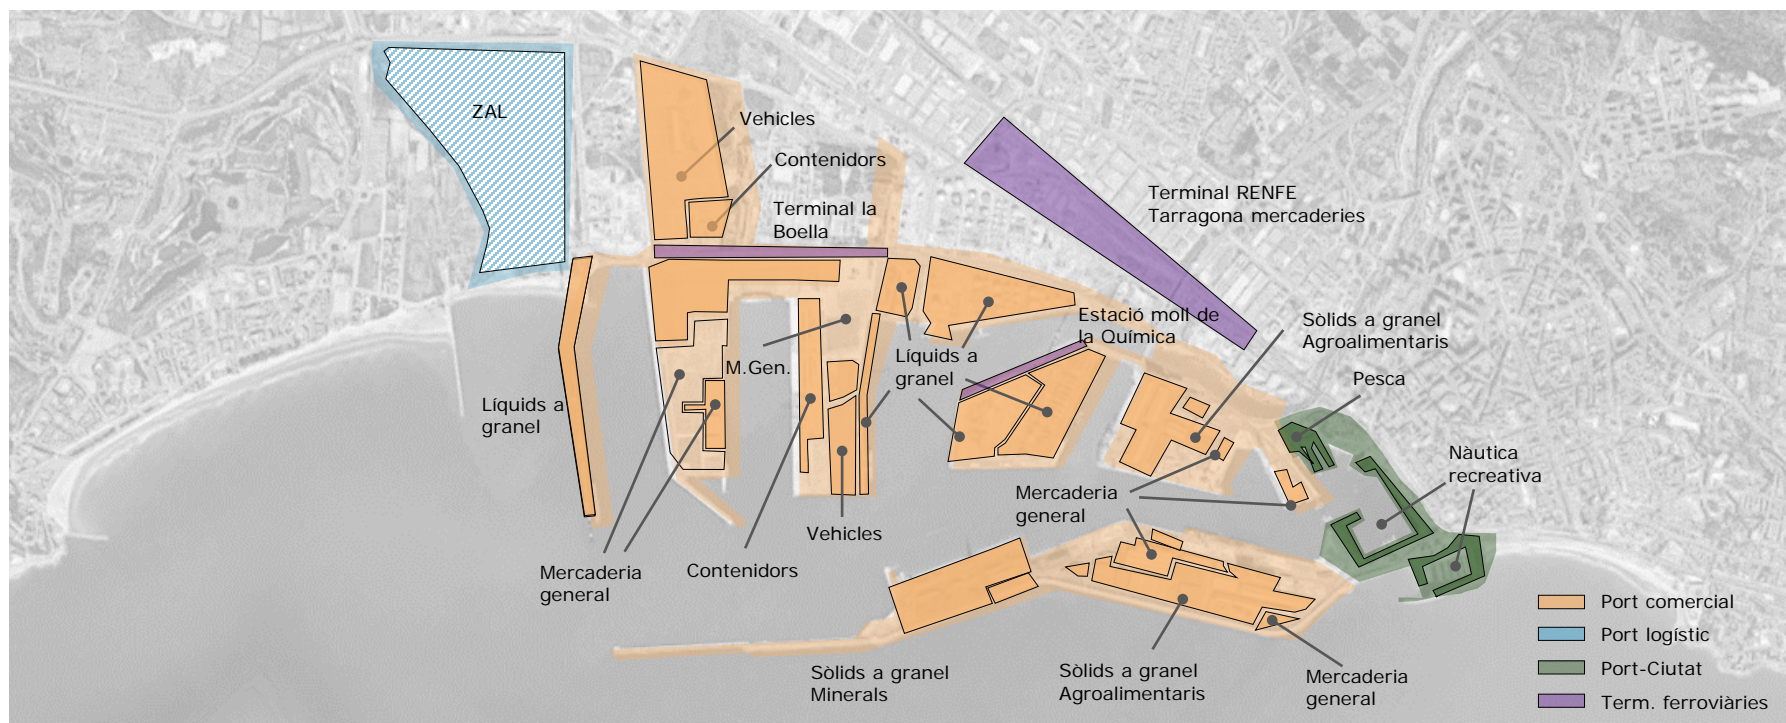 ZAL
Vehicles
Contenidors
Terminal la
Boella
Terminal RENFE
Tarragona mercaderies
Estació moll de
la Química
Sòlids a granel
Agroalimentaris
Pesca
M.Gen.
Líquids a
granel
Líquids a
granel
Nàutica
recreativa
Mercaderia
general
Vehicles
Contenidors
Mercaderia
general
Sòlids a granel
Minerals
Sòlids a granel
Agroalimentaris
Mercaderia
general
Port comercial
Port logístic
Port-Ciutat
Term. ferroviàries